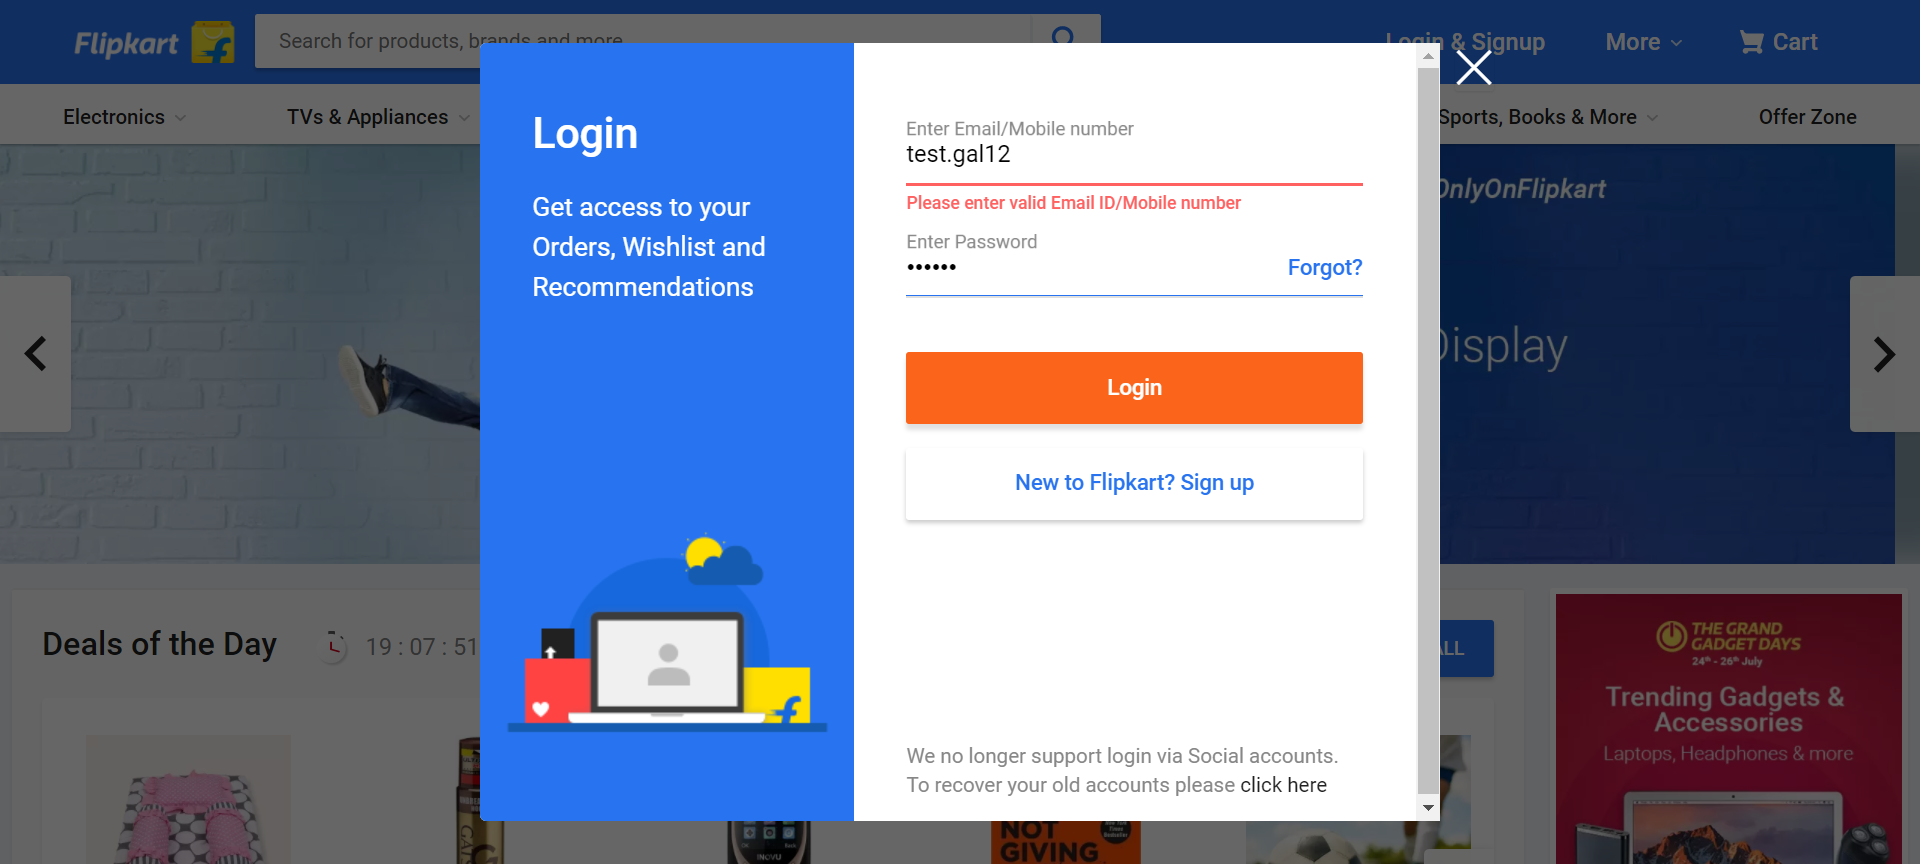 Flipkart
Search for products, brands and more
Login & Signup
More
Cart
Electronics
TVs & Appliances
Sports, Books & More
Offer Zone
Login
Get access to your
Orders, Wishlist and
Recommendations
Enter Email/Mobile number
test.gal12
Please enter valid Email ID/Mobile number
Enter Password
••••••
Forgot?
Login
New to Flipkart? Sign up
We no longer support login via Social accounts.
To recover your old accounts please click here
OnlyOnFlipkart
Display
Deals of the Day
19 : 07 : 51
ALL
THE GRAND
GADGET DAYS
24th - 26th July
Trending Gadgets &
Accessories
Laptops, Headphones & more
INOVU
NOT
GIVING